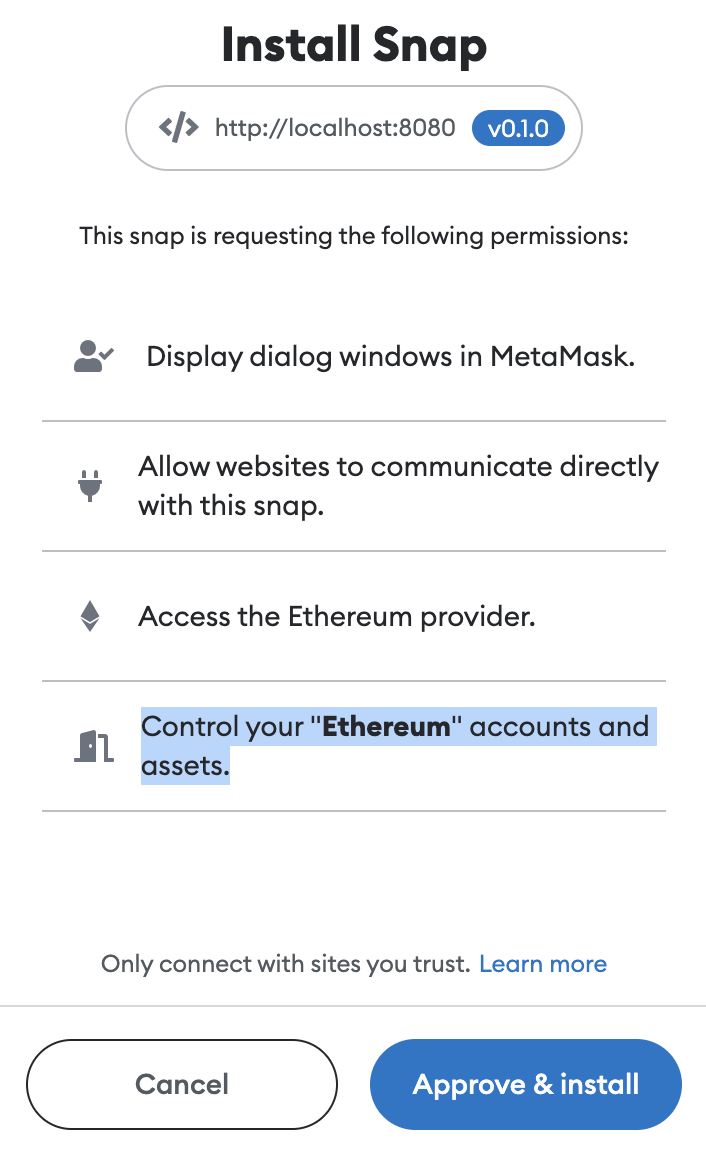 Install Snap
http://localhost:8080 v0.1.0
This snap is requesting the following permissions:
Display dialog windows in MetaMask.
Allow websites to communicate directly
with this snap.
Access the Ethereum provider.
Control your "Ethereum" accounts and
assets.
Only connect with sites you trust. Learn more
Cancel
Approve & install